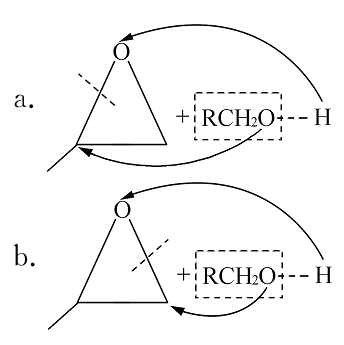 O
a.
+ RCH₂O H
O
b.
+ RCH₂O H